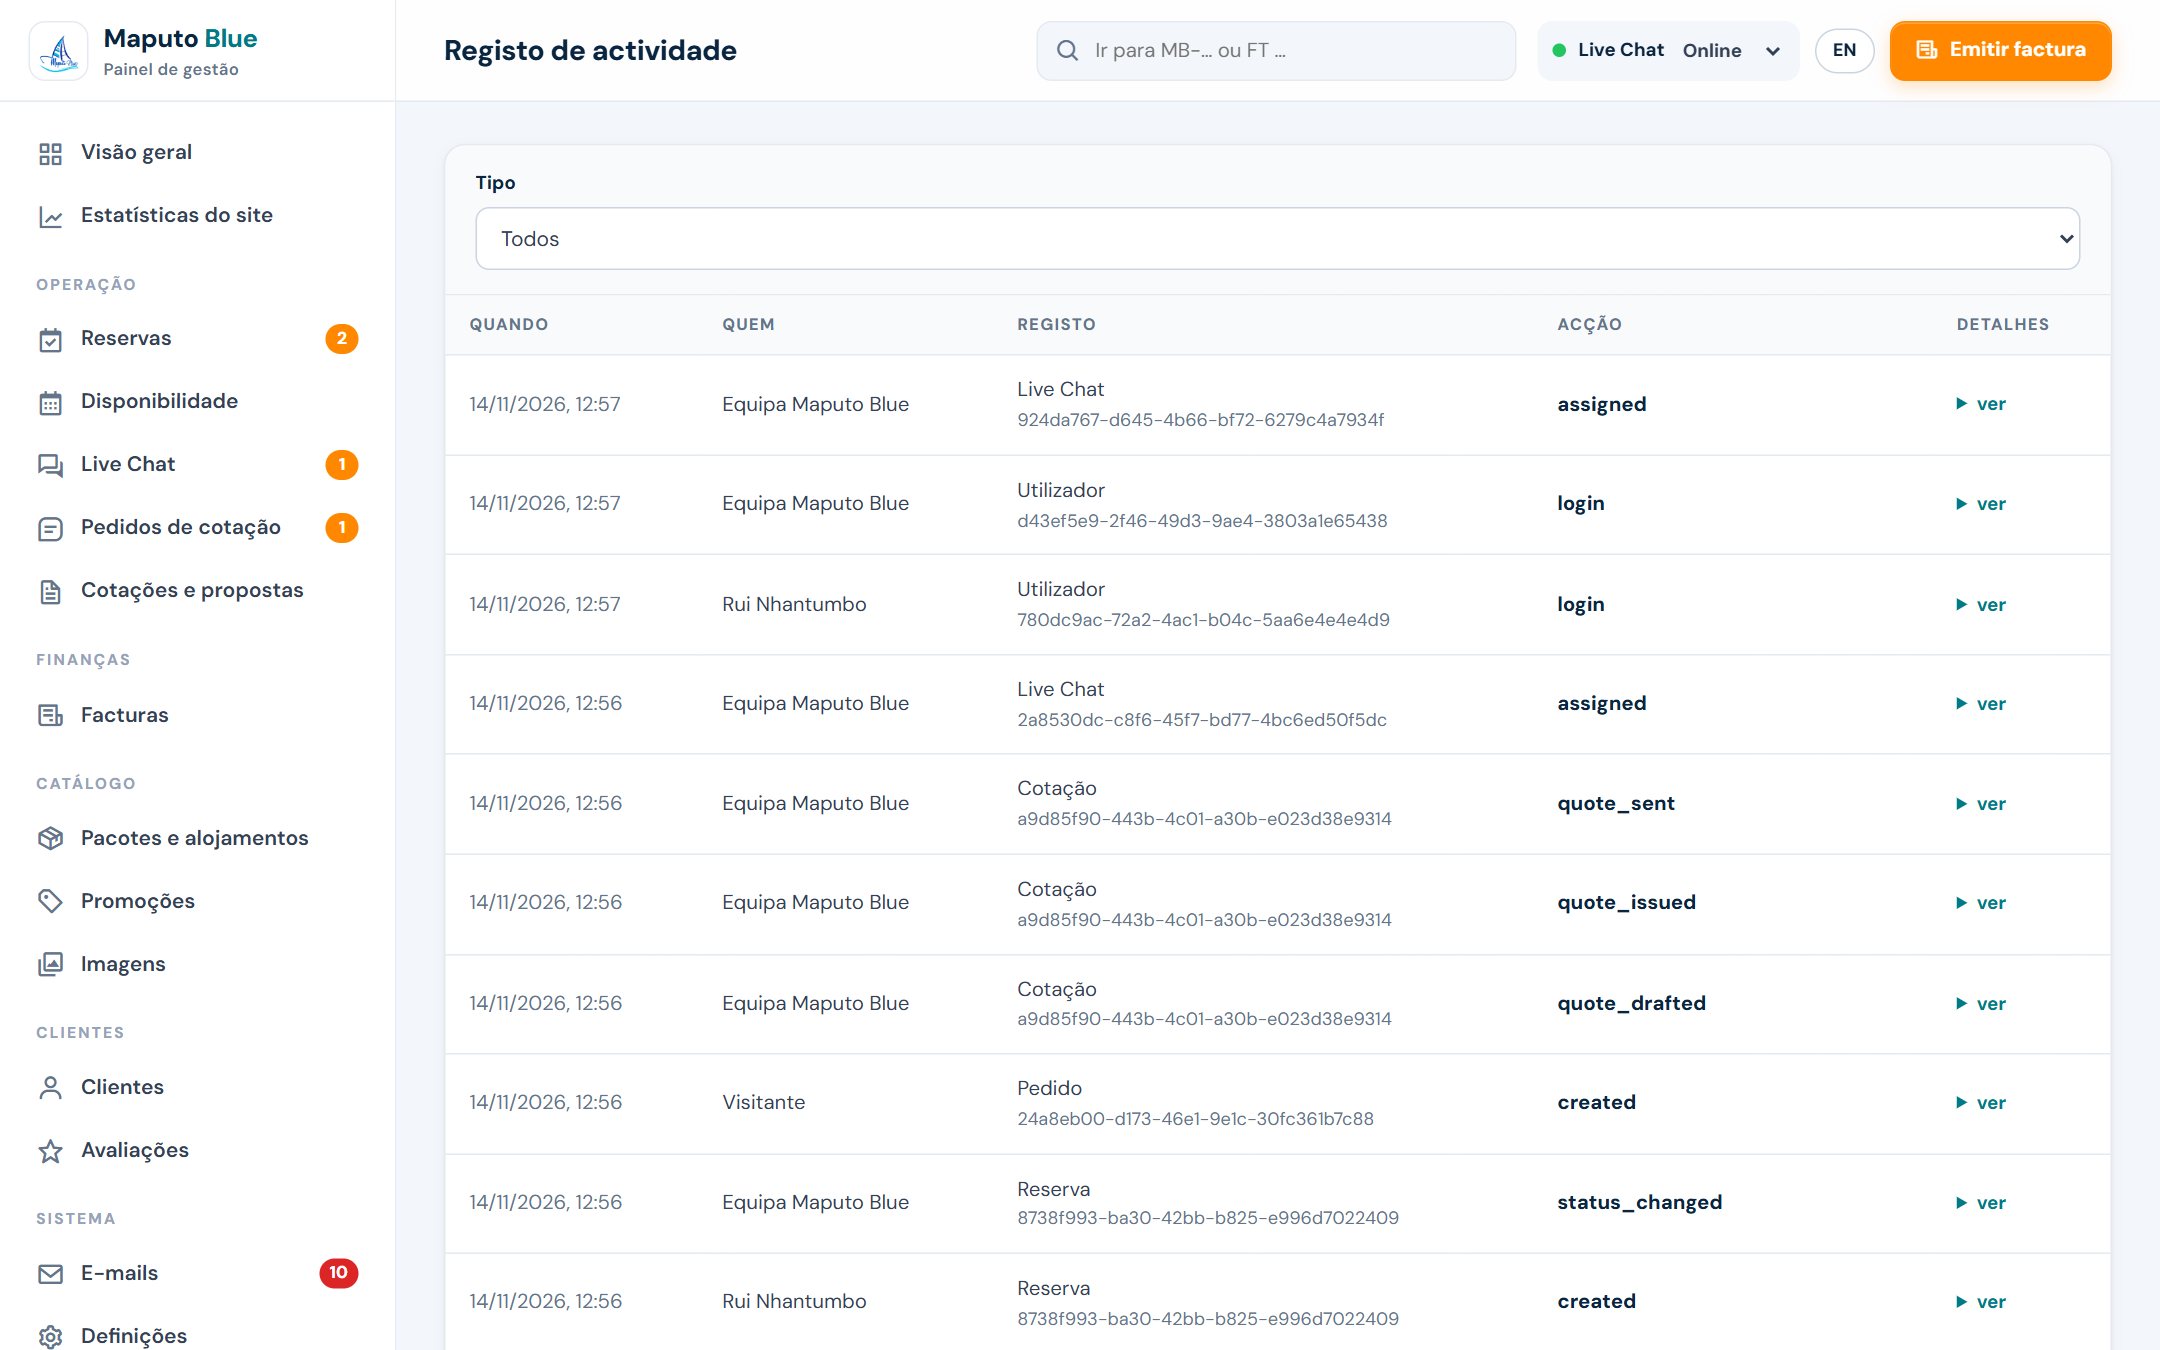 Maputo Blue
Painel de gestão
Registo de actividade
Ir para MB-... ou FT ...
Live Chat Online
EN
Emitir factura
Visão geral
Estatísticas do site
OPERAÇÃO
Reservas 2
Disponibilidade
Live Chat 1
Pedidos de cotação 1
Cotações e propostas
FINANÇAS
Facturas
CATÁLOGO
Pacotes e alojamentos
Promoções
Imagens
CLIENTES
Clientes
Avaliações
SISTEMA
E-mails 10
Definições
Tipo
Todos
QUANDO QUEM REGISTO ACÇÃO DETALHES
14/11/2026, 12:57 Equipa Maputo Blue Live Chat assigned ver
924da767-d645-4b66-bf72-6279c4a7934f
14/11/2026, 12:57 Equipa Maputo Blue Utilizador login ver
d43ef5e9-2f46-49d3-9ae4-3803a1e65438
14/11/2026, 12:57 Rui Nhantumbo Utilizador login ver
780dc9ac-72a2-4ac1-b04c-5aa6e4e4e4d9
14/11/2026, 12:56 Equipa Maputo Blue Live Chat assigned ver
2a8530dc-c8f6-45f7-bd77-4bc6ed50f5dc
14/11/2026, 12:56 Equipa Maputo Blue Cotação quote_sent ver
a9d85f90-443b-4c01-a30b-e023d38e9314
14/11/2026, 12:56 Equipa Maputo Blue Cotação quote_issued ver
a9d85f90-443b-4c01-a30b-e023d38e9314
14/11/2026, 12:56 Equipa Maputo Blue Cotação quote_drafted ver
a9d85f90-443b-4c01-a30b-e023d38e9314
14/11/2026, 12:56 Visitante Pedido created ver
24a8eb00-d173-46e1-9e1c-30fc361b7c88
14/11/2026, 12:56 Equipa Maputo Blue Reserva status_changed ver
8738f993-ba30-42bb-b825-e996d7022409
14/11/2026, 12:56 Rui Nhantumbo Reserva created ver
8738f993-ba30-42bb-b825-e996d7022409